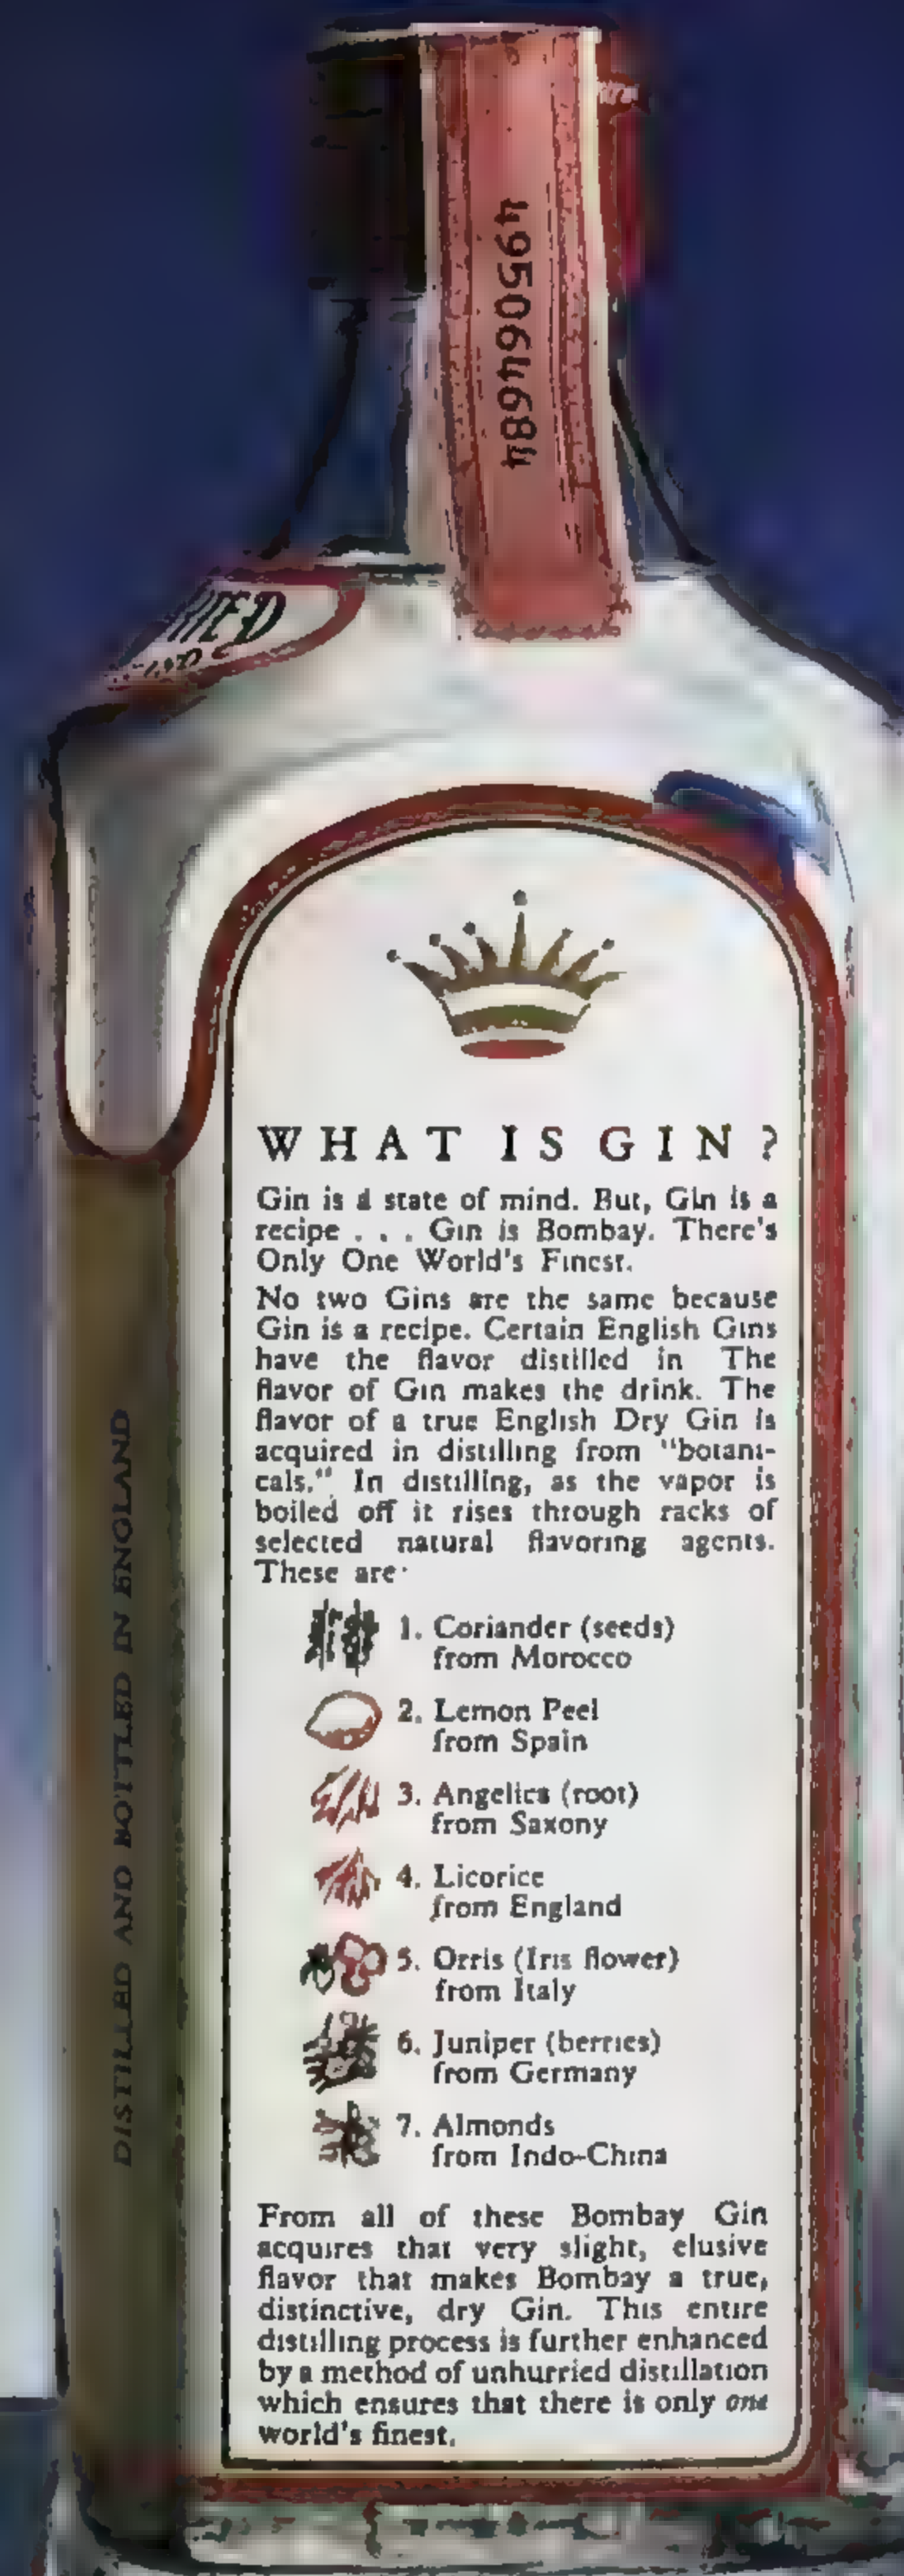 48946905 64
RTED
WHAT IS GIN?
Gin is a state of mind. But, Gin is a
recipe . . . Gin is Bombay. There's
Only One World's Finest.
No two Gins are the same because
Gin is a recipe. Certain English Gins
have the flavor distilled in The
flavor of Gin makes the drink. The
flavor of a true English Dry Gin is
acquired in distilling from "botani-
cals." In distilling, as the vapor is
boiled off it rises through racks of
selected natural flavoring agents.
These are·
1. Coriander (seeds)
from Morocco
2. Lemon Peel
from Spain
3. Angelica (root)
from Saxony
4. Licorice
from England
5. Orris (Iris flower)
from Italy
6. Juniper (berries)
from Germany
7. Almonds
from Indo-China
From all of these Bombay Gin
acquires that very slight, elusive
flavor that makes Bombay a true,
distinctive, dry Gin. This entire
distilling process is further enhanced
by a method of unhurried distillation
which ensures that there is only one
world's finest.
DISTILLED AND BOTTLED IN ENGLAND